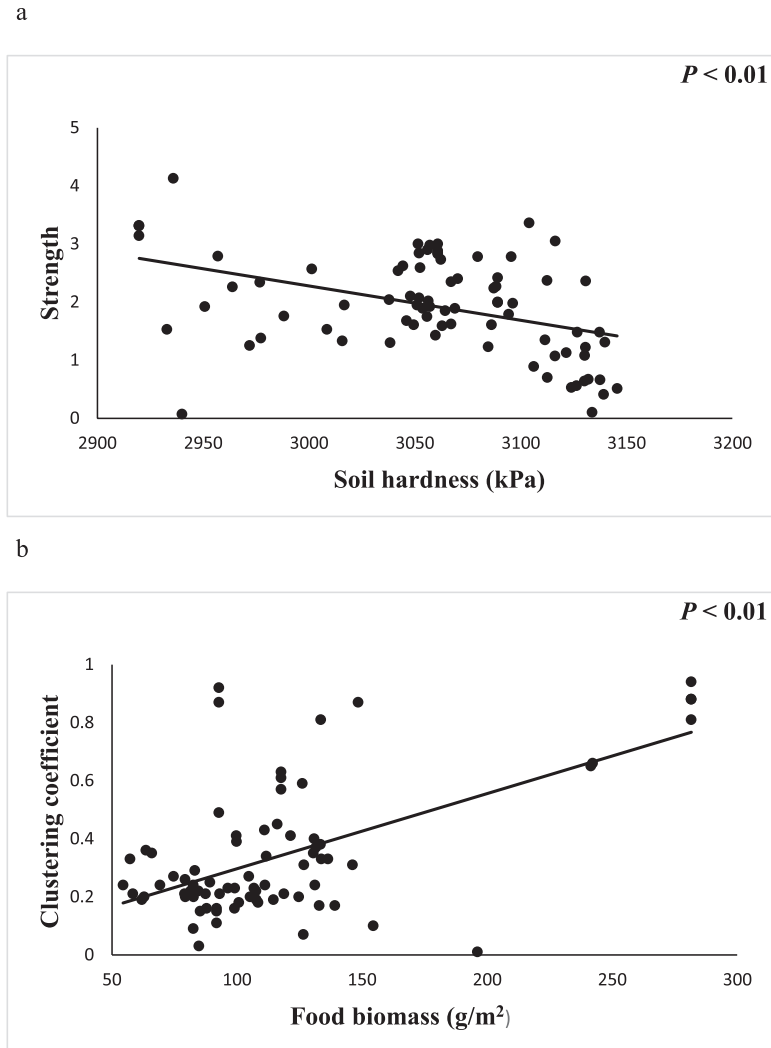 a
P < 0.01
5
4
3
2
1
0
Strength
2900 2950 3000 3050 3100 3150 3200
Soil hardness (kPa)
b
P < 0.01
1
0.8
0.6
0.4
0.2
0
Clustering coefficient
50 100 150 200 250 300
Food biomass (g/m²)